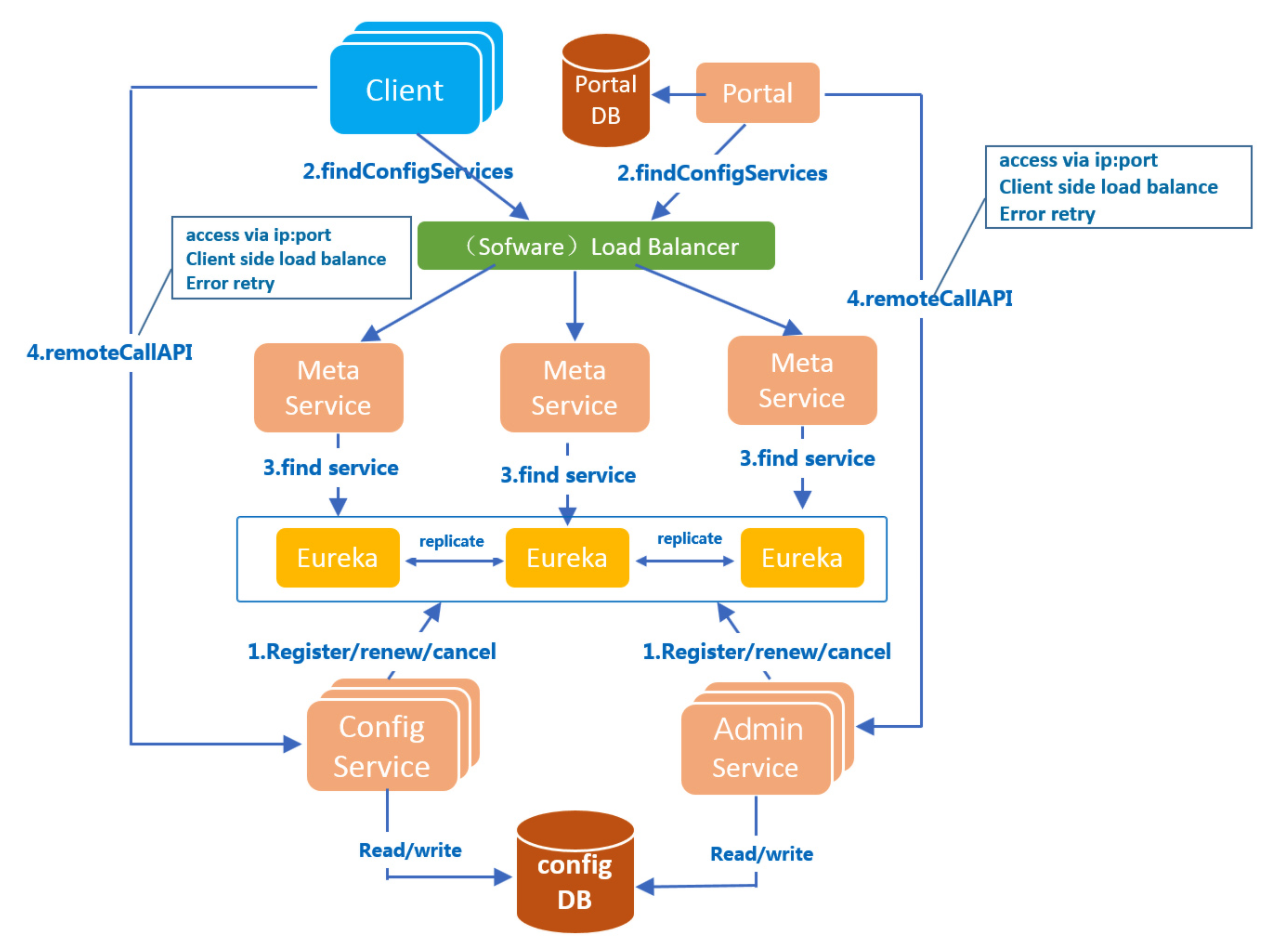 Client
Portal
DB
Portal
2.findConfigServices
2.findConfigServices
access via ip:port
Client side load balance
Error retry
access via ip:port
Client side load balance
Error retry
（Sofware）Load Balancer
4.remoteCallAPI
4.remoteCallAPI
Meta
Service
Meta
Service
Meta
Service
3.find service
3.find service
3.find service
Eureka
replicate
Eureka
replicate
Eureka
1.Register/renew/cancel
1.Register/renew/cancel
Config
Service
Admin
Service
Read/write
config
DB
Read/write